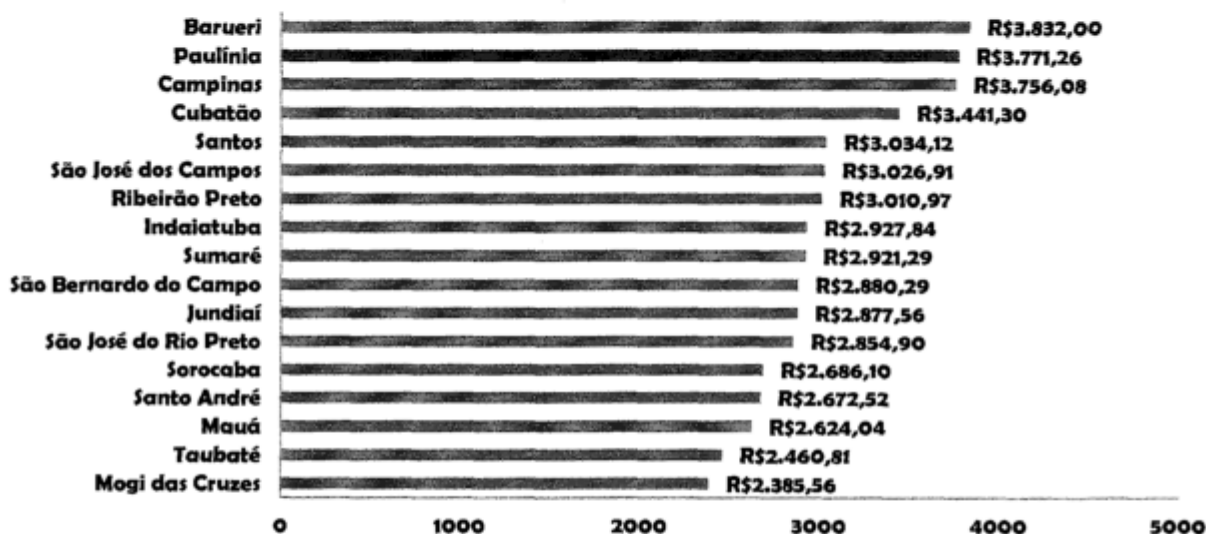 Barueri R$3.832,00
Paulínia R$3.771,26
Campinas R$3.756,08
Cubatão R$3.441,30
Santos R$3.034,12
São José dos Campos R$3.026,91
Ribeirão Preto R$3.010,97
Indaiatuba R$2.927,84
Sumaré R$2.921,29
São Bernardo do Campo R$2.880,29
Jundiaí R$2.877,56
São José do Rio Preto R$2.854,90
Sorocaba R$2.686,10
Santo André R$2.672,52
Mauá R$2.624,04
Taubaté R$2.460,81
Mogi das Cruzes R$2.385,56
0 1000 2000 3000 4000 5000